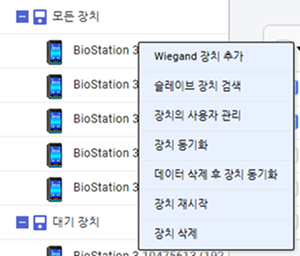 모든 장치
BioStation 3
Wiegand 장치 추가
BioStation 3
슬레이브 장치 검색
BioStation 3
장치의 사용자 관리
BioStation 3
장치 동기화
BioStation 3
데이터 삭제 후 장치 동기화
장치 재시작
대기 장치
장치 삭제
BioStation 3